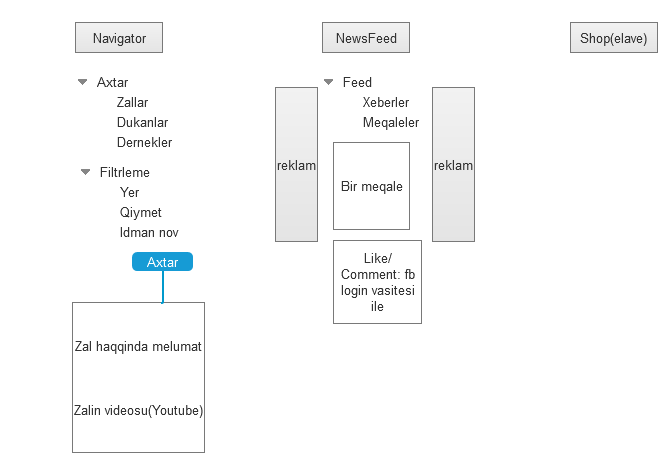 Navigator
NewsFeed
Shop(elave)
Axtar
Zallar
Dukanlar
Dernekler
Filtrleme
Yer
Qiymet
Idman nov
Axtar
Zal haqqinda melumat
Zalin videosu(Youtube)
Feed
Xeberler
Meqaleler
reklam
Bir meqale
reklam
Like/
Comment: fb
login vasitesi
ile